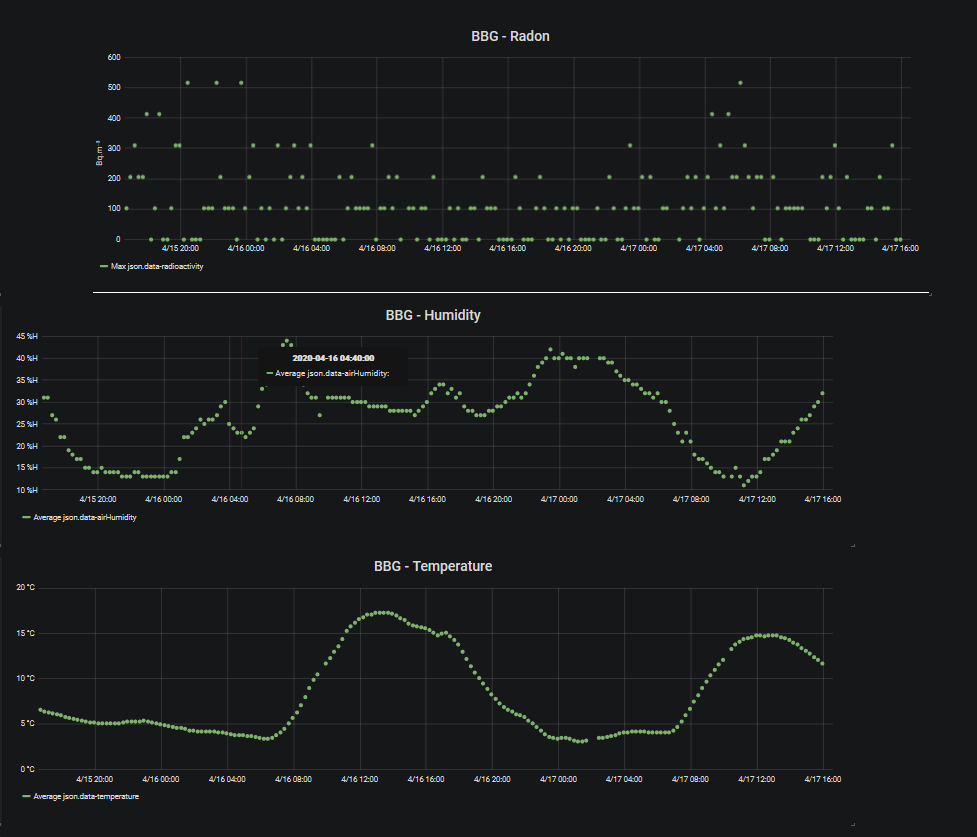 BBG - Radon
600
500
400
300
200
100
0
Bq.m⁻³
4/15 20:00 4/16 00:00 4/16 04:00 4/16 08:00 4/16 12:00 4/16 16:00 4/16 20:00 4/17 00:00 4/17 04:00 4/17 08:00 4/17 12:00 4/17 16:00
Max json.data-radioactivity
BBG - Humidity
45 %H
40 %H
35 %H
30 %H
25 %H
20 %H
15 %H
10 %H
2020-04-16 04:40:00
Average json.data-airHumidity:
4/15 20:00 4/16 00:00 4/16 04:00 4/16 08:00 4/16 12:00 4/16 16:00 4/16 20:00 4/17 00:00 4/17 04:00 4/17 08:00 4/17 12:00 4/17 16:00
Average json.data-airHumidity
BBG - Temperature
20 °C
15 °C
10 °C
5 °C
0 °C
4/15 20:00 4/16 00:00 4/16 04:00 4/16 08:00 4/16 12:00 4/16 16:00 4/16 20:00 4/17 00:00 4/17 04:00 4/17 08:00 4/17 12:00 4/17 16:00
Average json.data-temperature